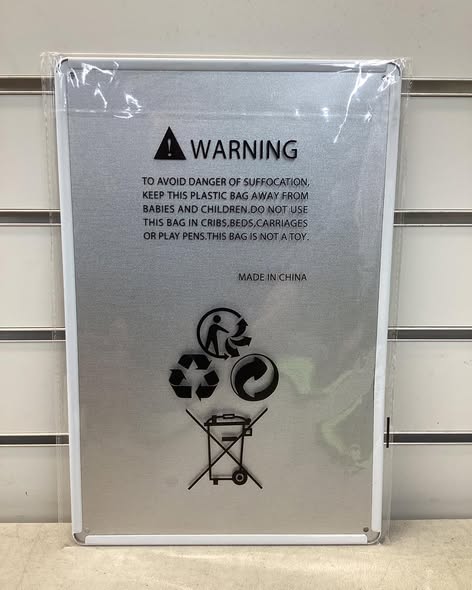 WARNING
TO AVOID DANGER OF SUFFOCATION,
KEEP THIS PLASTIC BAG AWAY FROM
BABIES AND CHILDREN.DO NOT USE
THIS BAG IN CRIBS,BEDS,CARRIAGES
OR PLAY PENS.THIS BAG IS NOT A TOY.
MADE IN CHINA